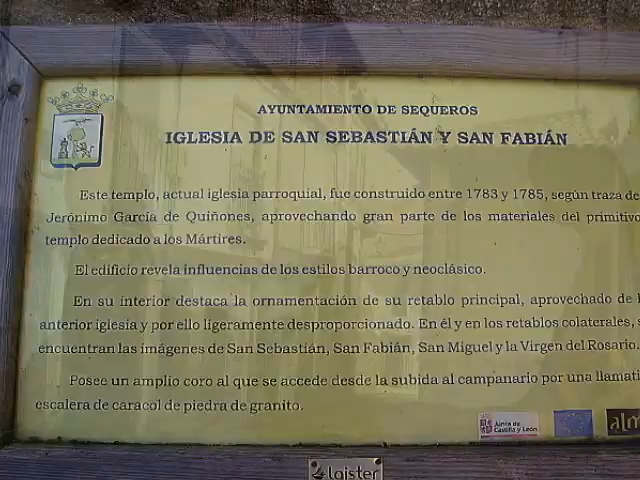 AYUNTAMIENTO DE SEQUEROS
IGLESIA DE SAN SEBASTIÁN Y SAN FABIÁN
Este templo, actual iglesia parroquial, fue construido entre 1783 y 1785, según traza de
Jerónimo García de Quiñones, aprovechando gran parte de los materiales del primitivo
templo dedicado a los Mártires.
El edificio revela influencias de los estilos barroco y neoclásico.
En su interior destaca la ornamentación de su retablo principal, aprovechado de
anterior iglesia y por ello ligeramente desproporcionado. En él y en los retablos colaterales,
encuentran las imágenes de San Sebastián, San Fabián, San Miguel y la Virgen del Rosario.
Posee un amplio coro al que se accede desde la subida al campanario por una llamati
escalera de caracol de piedra de granito.
Junta de
Castilla y León
alm
lojster